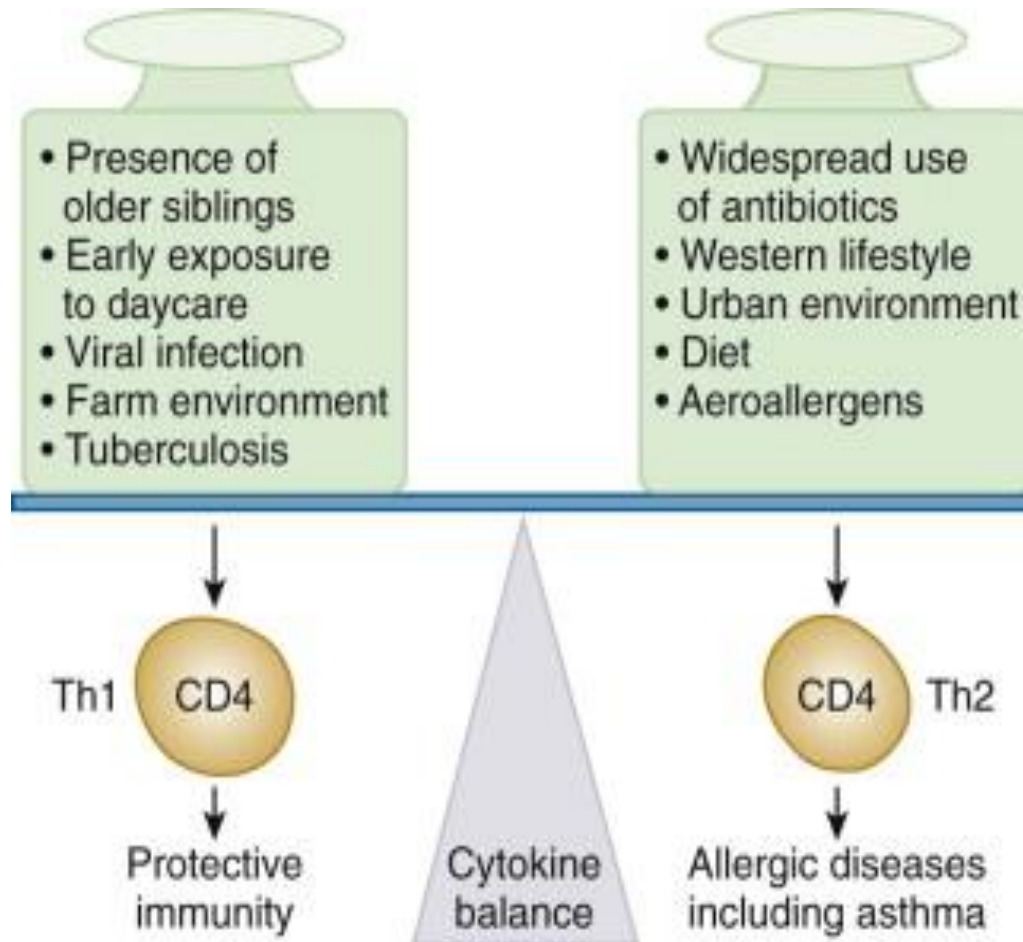 • Presence of
older siblings
• Early exposure
to daycare
• Viral infection
• Farm environment
• Tuberculosis
• Widespread use
of antibiotics
• Western lifestyle
• Urban environment
• Diet
• Aeroallergens
Th1
CD4
CD4
Th2
Protective
immunity
Cytokine
balance
Allergic diseases
including asthma